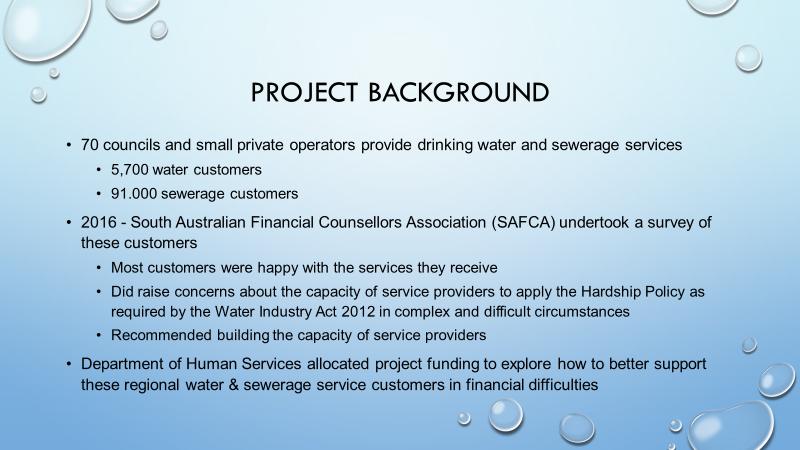 PROJECT BACKGROUND
• 70 councils and small private operators provide drinking water and sewerage services
• 5,700 water customers
• 91.000 sewerage customers
• 2016 - South Australian Financial Counsellors Association (SAFCA) undertook a survey of
these customers
• Most customers were happy with the services they receive
• Did raise concerns about the capacity of service providers to apply the Hardship Policy as
required by the Water Industry Act 2012 in complex and difficult circumstances
• Recommended building the capacity of service providers
• Department of Human Services allocated project funding to explore how to better support
these regional water & sewerage service customers in financial difficulties